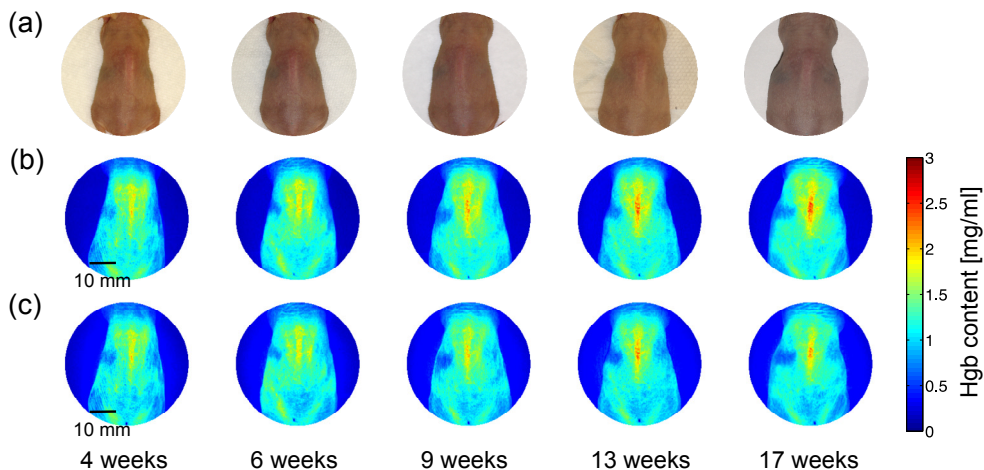 (a)
(b)
10 mm
(c)
10 mm
4 weeks 6 weeks 9 weeks 13 weeks 17 weeks
3
2.5
2
1.5
1
0.5
0
Hgb content [mg/ml]